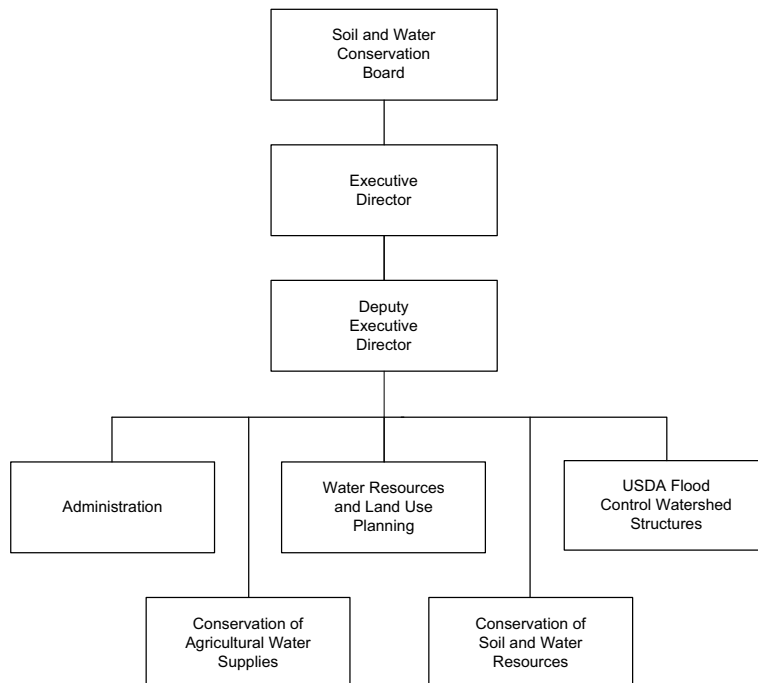 Soil and Water
Conservation
Board
Executive
Director
Deputy
Executive
Director
Administration
Water Resources
and Land Use
Planning
USDA Flood
Control Watershed
Structures
Conservation of
Agricultural Water
Supplies
Conservation of
Soil and Water
Resources